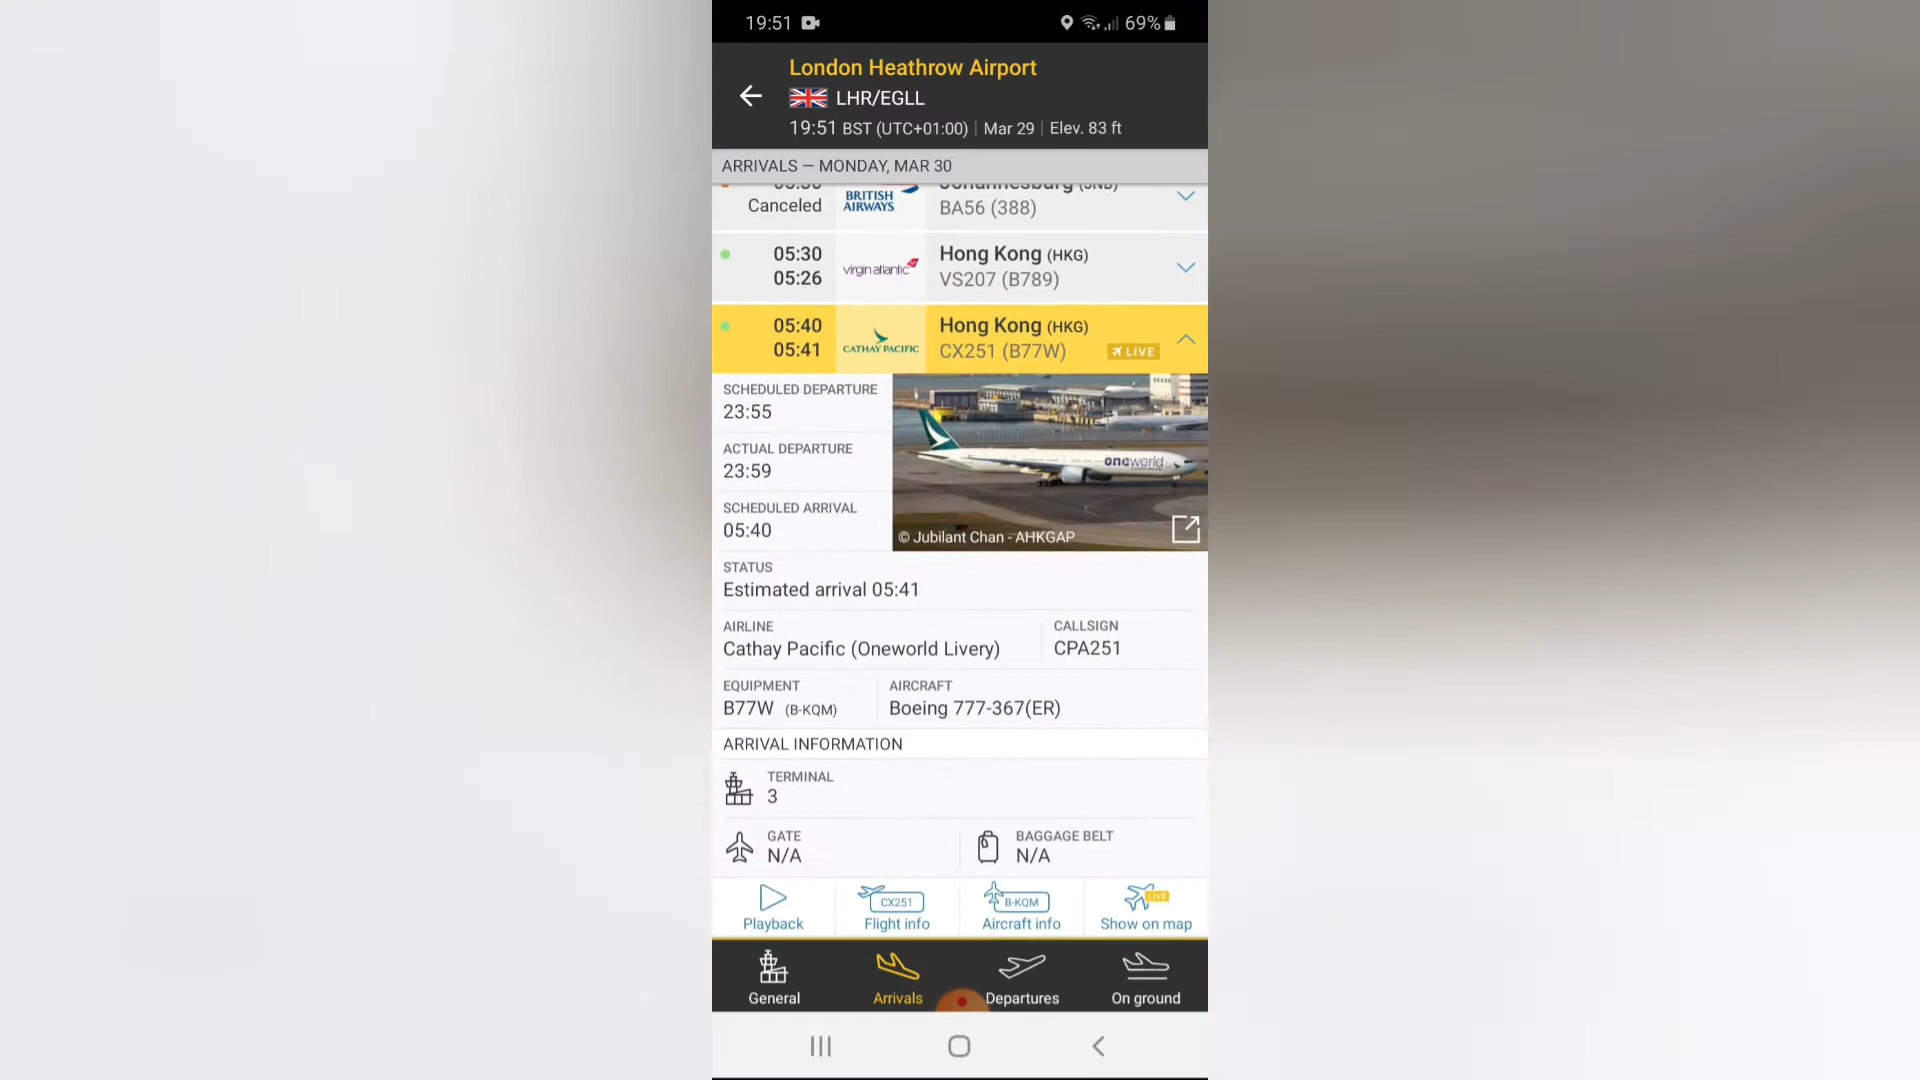 19:51 69%
London Heathrow Airport
LHR/EGLL
19:51 BST (UTC+01:00) | Mar 29 | Elev. 83 ft
ARRIVALS — MONDAY, MAR 30
05:30 Johannesburg (JNB)
Canceled BRITISH AIRWAYS BA56 (388)
05:30 Hong Kong (HKG)
05:26 virgin atlantic VS207 (B789)
05:40 Hong Kong (HKG)
05:41 CATHAY PACIFIC CX251 (B77W) LIVE
SCHEDULED DEPARTURE
23:55
ACTUAL DEPARTURE
23:59
SCHEDULED ARRIVAL
05:40
oneworld
© Jubilant Chan - AHKGAP
STATUS
Estimated arrival 05:41
AIRLINE CALLSIGN
Cathay Pacific (Oneworld Livery) CPA251
EQUIPMENT AIRCRAFT
B77W (B-KQM) Boeing 777-367(ER)
ARRIVAL INFORMATION
TERMINAL
3
GATE BAGGAGE BELT
N/A N/A
CX251 B-KQM LIVE
Playback Flight info Aircraft info Show on map
General Arrivals Departures On ground